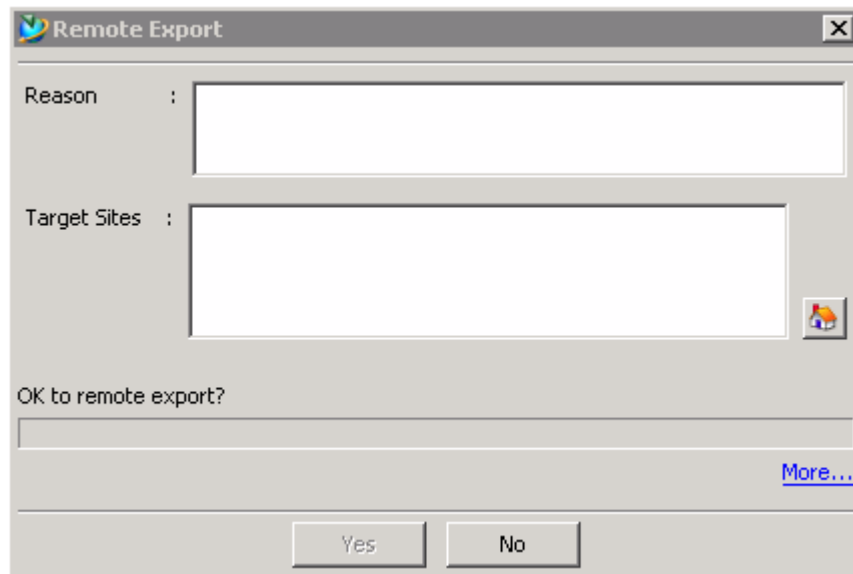 Remote Export
Reason :
Target Sites :
OK to remote export?
More...
Yes No